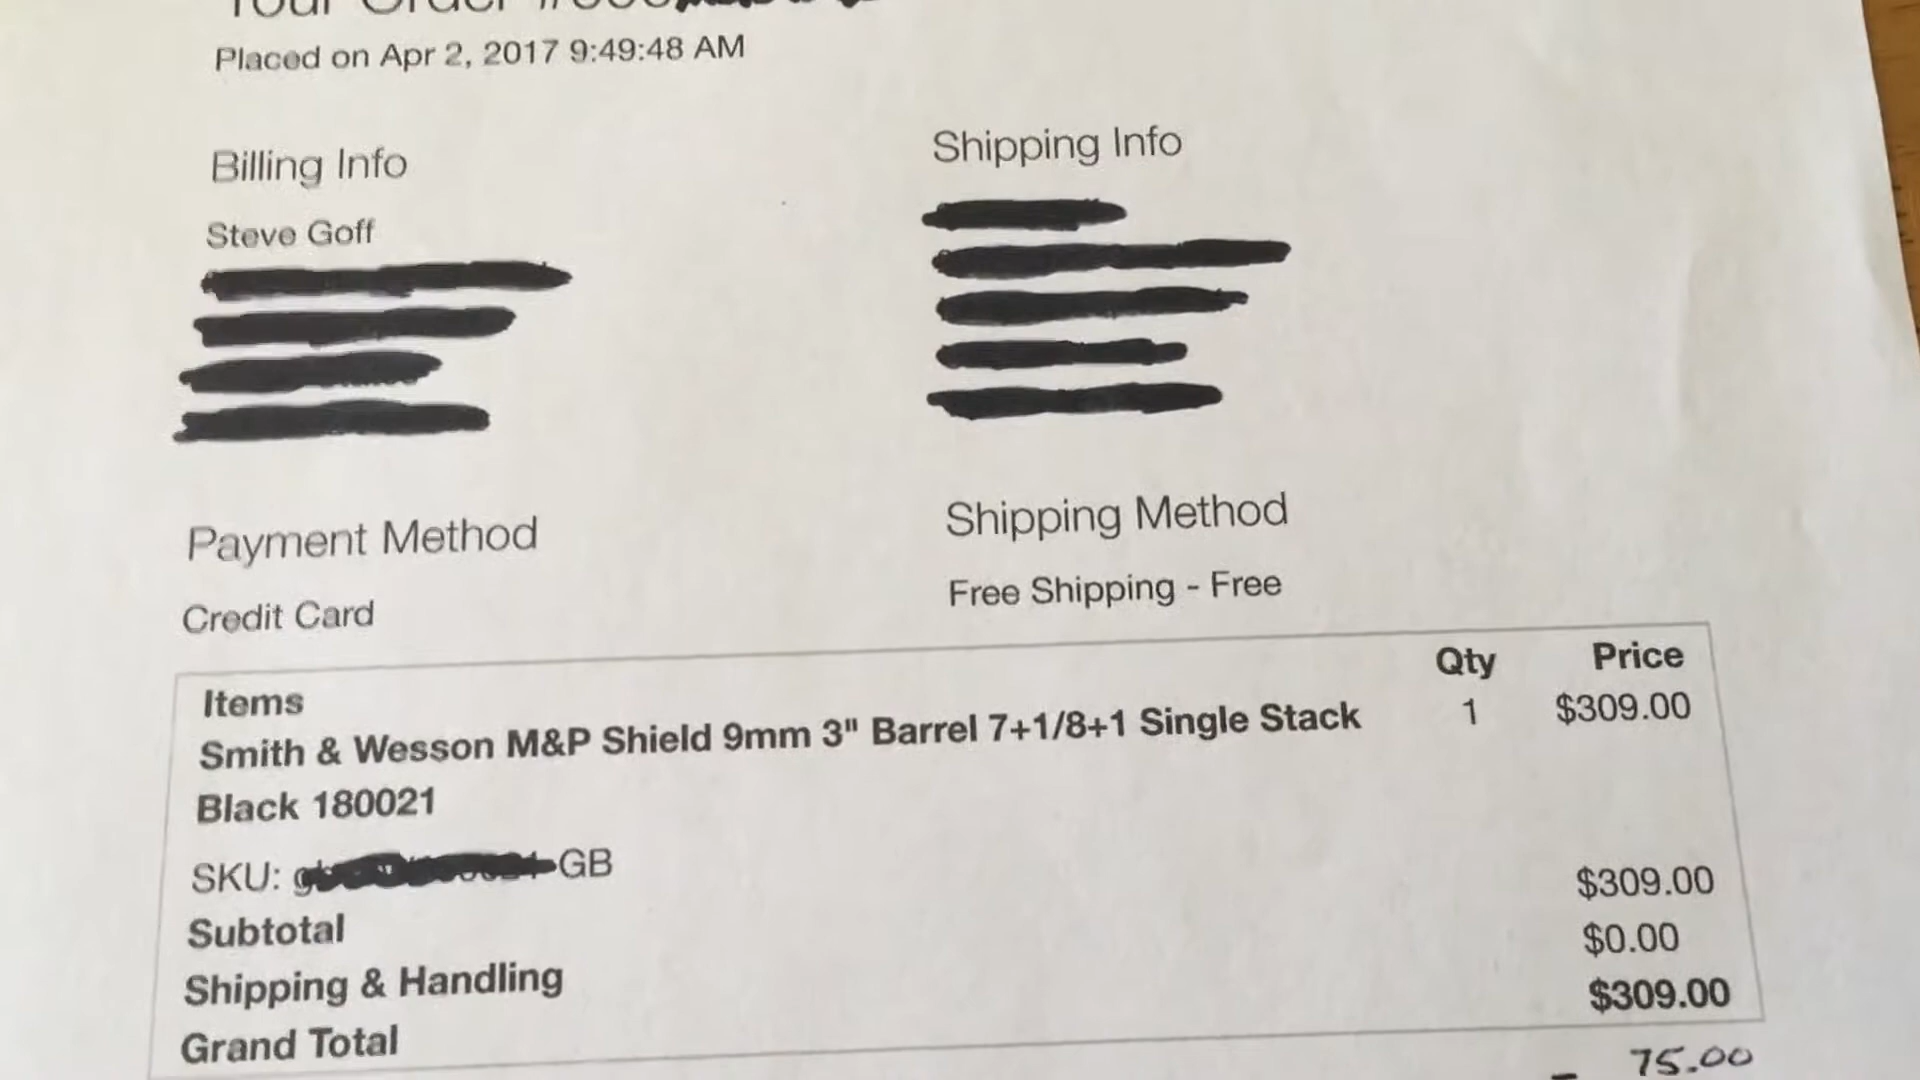 Your Order
Placed on Apr 2, 2017 9:49:48 AM
Billing Info
Steve Goff
Shipping Info
Payment Method
Credit Card
Shipping Method
Free Shipping - Free
Items Qty Price
Smith & Wesson M&P Shield 9mm 3" Barrel 7+1/8+1 Single Stack 1 $309.00
Black 180021
SKU: GB
Subtotal $309.00
Shipping & Handling $0.00
Grand Total $309.00
- 75.00